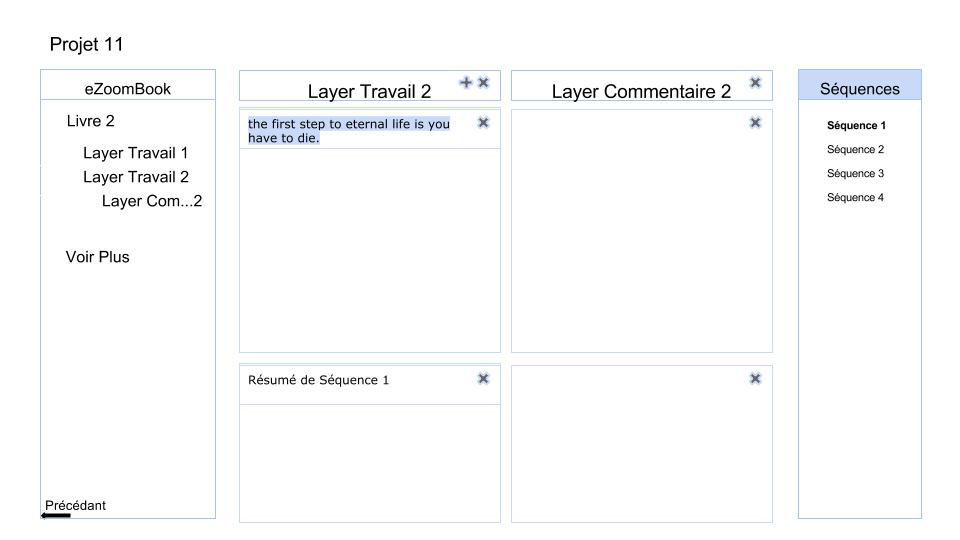 Projet 11
eZoomBook
Livre 2
Layer Travail 1
Layer Travail 2
Layer Com...2
Voir Plus
Précédant
Layer Travail 2
the first step to eternal life is you
have to die.
Résumé de Séquence 1
Layer Commentaire 2
Séquences
Séquence 1
Séquence 2
Séquence 3
Séquence 4